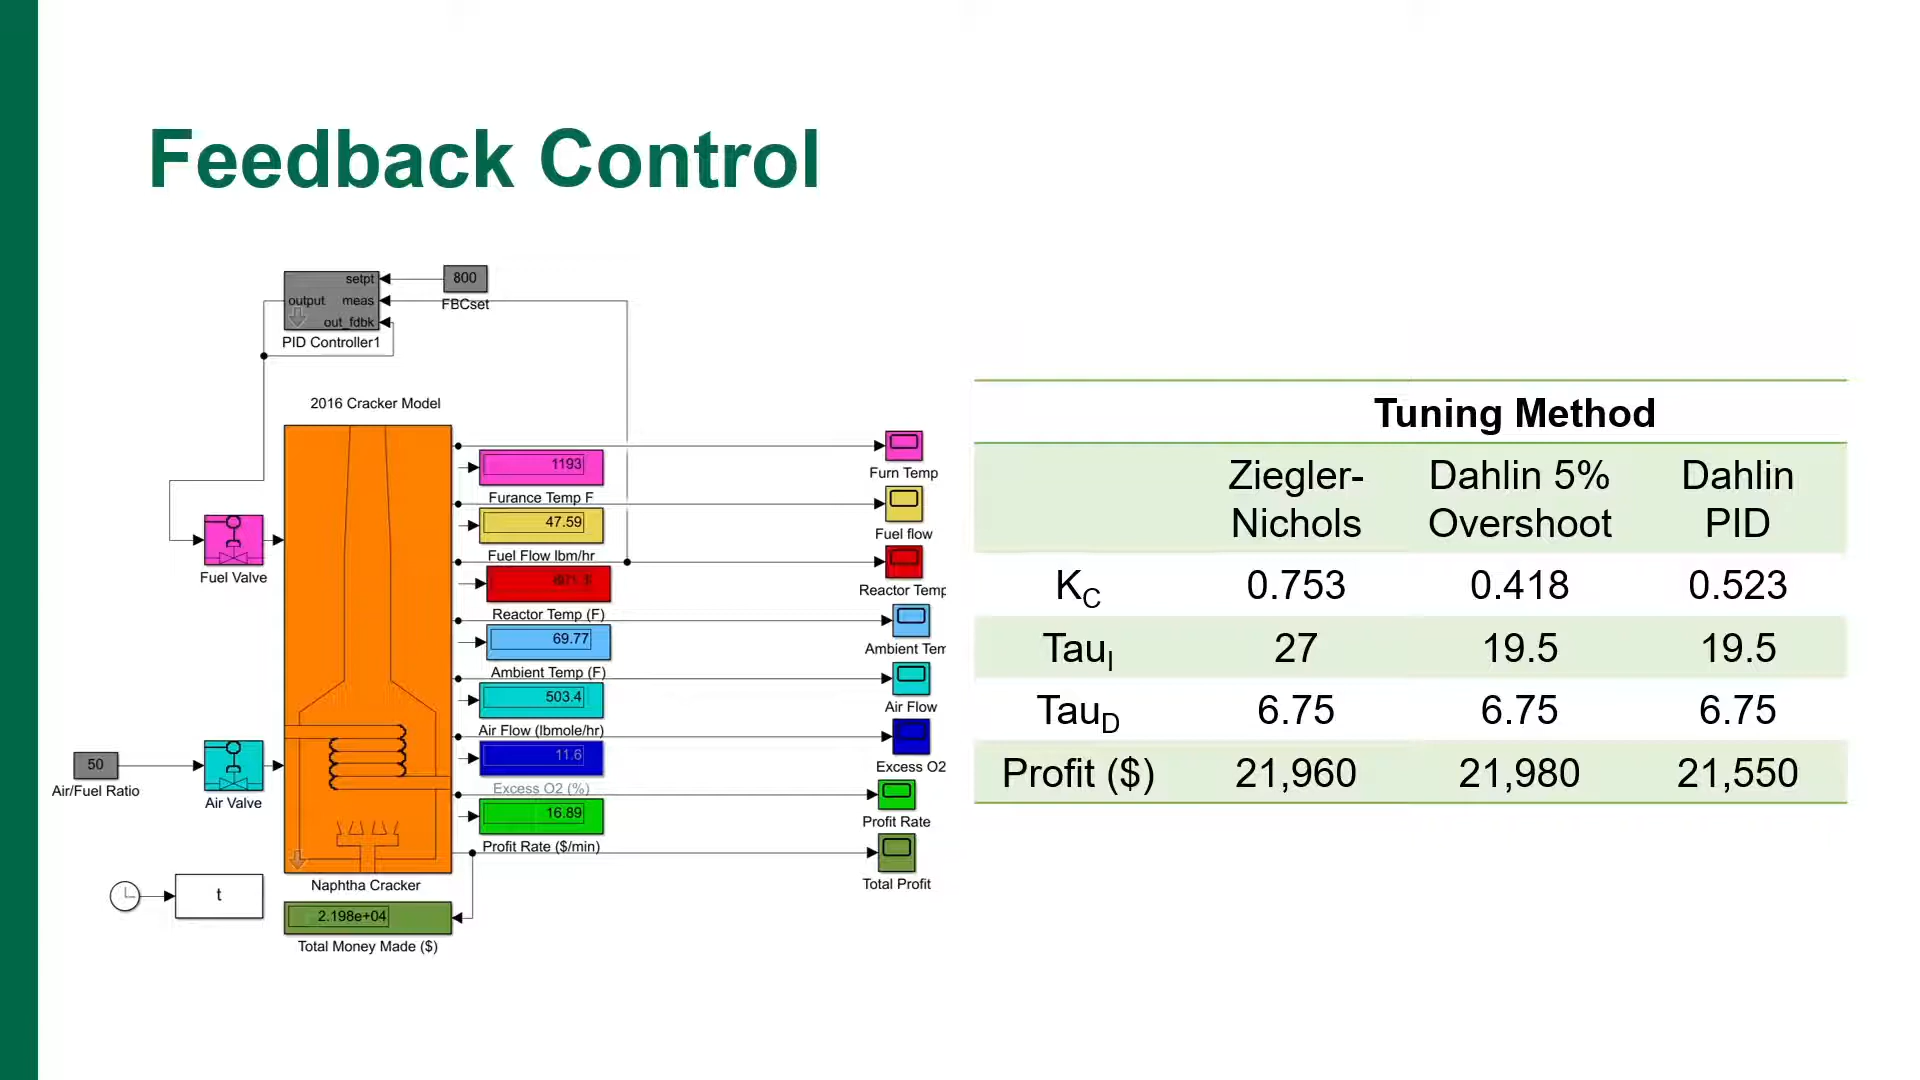 Feedback Control
setpt
800
output meas
FBCset
out_fdbk
PID Controller1
2016 Cracker Model
1193
Furn Temp
Furance Temp F
47.59
Fuel flow
Fuel Flow lbm/hr
Fuel Valve
Reactor Temp
Reactor Temp (F)
69.77
Ambient Tem
Ambient Temp (F)
503.4
Air Flow
Air Flow (lbmole/hr)
11.6
50
Excess O2
Air/Fuel Ratio
Excess O2 (%)
Air Valve
16.89
Profit Rate
Profit Rate ($/min)
Naphtha Cracker
Total Profit
t
2.198e+04
Total Money Made ($)
Tuning Method
Ziegler- Dahlin 5% Dahlin
Nichols Overshoot PID
KC 0.753 0.418 0.523
TauI 27 19.5 19.5
TauD 6.75 6.75 6.75
Profit ($) 21,960 21,980 21,550